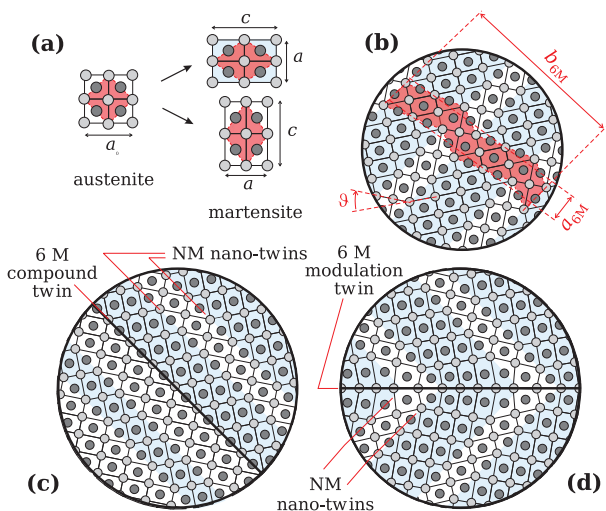 (a)
c
a
a
o
austenite
c
a
martensite
(b)
b6M
a6M
ϑ
6 M
compound
twin
NM nano-twins
6 M
modulation
twin
(c)
NM
nano-twins
(d)